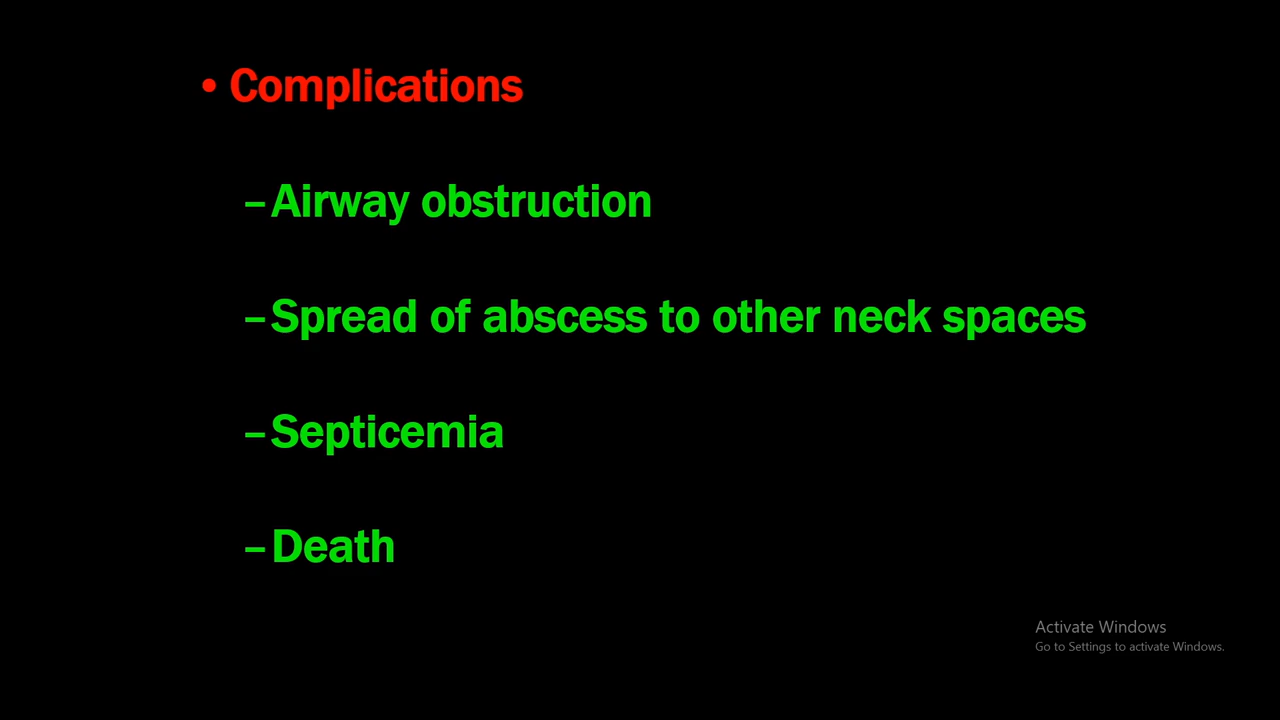 • Complications
– Airway obstruction
– Spread of abscess to other neck spaces
– Septicemia
– Death
Activate Windows
Go to Settings to activate Windows.